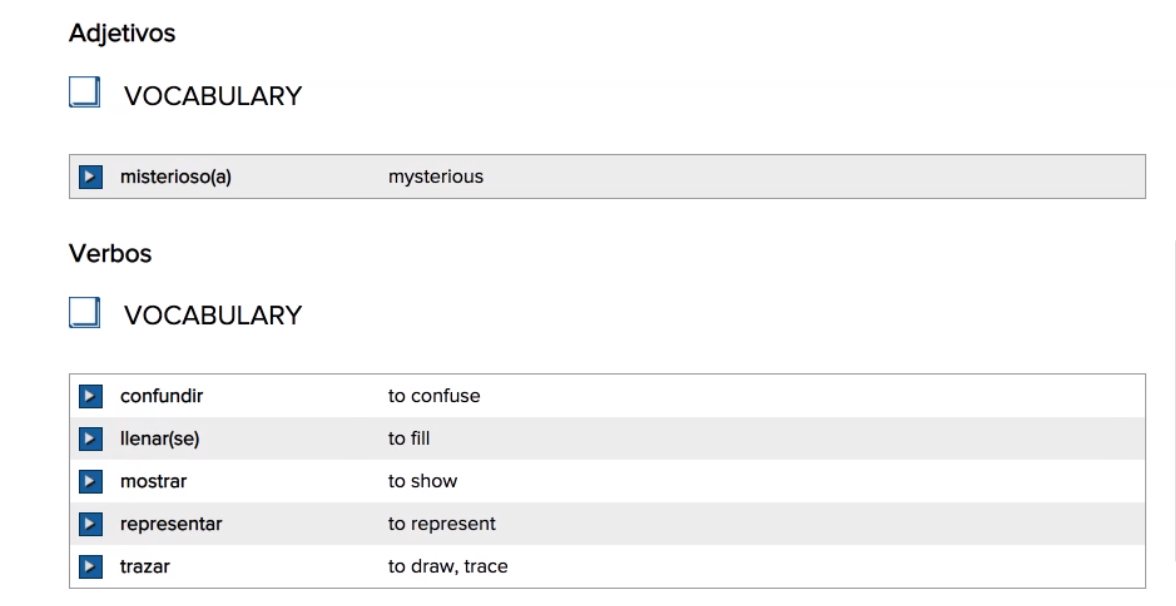 Adjetivos
VOCABULARY
misterioso(a) mysterious
Verbos
VOCABULARY
confundir to confuse
llenar(se) to fill
mostrar to show
representar to represent
trazar to draw, trace